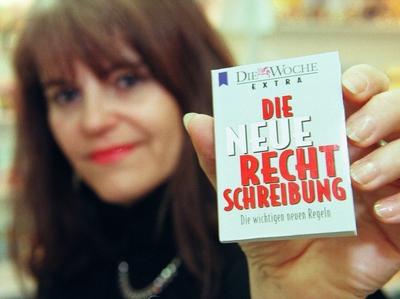 DIE WOCHE
EXTRA
DIE
NEUE
RECHT
SCHREIBUNG
Die wichtigen neuen Regeln